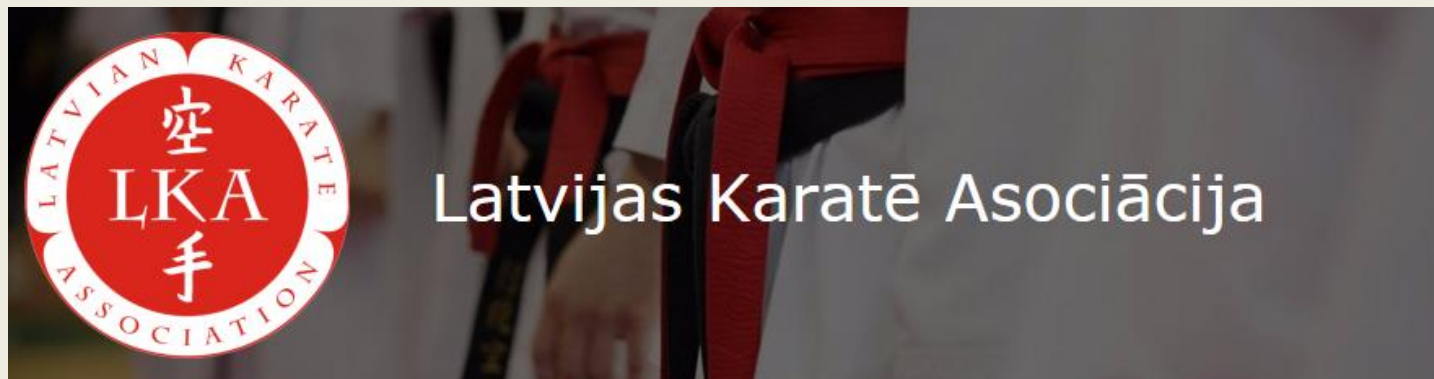 LATVIAN KARATE
空
LKA
手
ASSOCIATION
Latvijas Karatē Asociācija